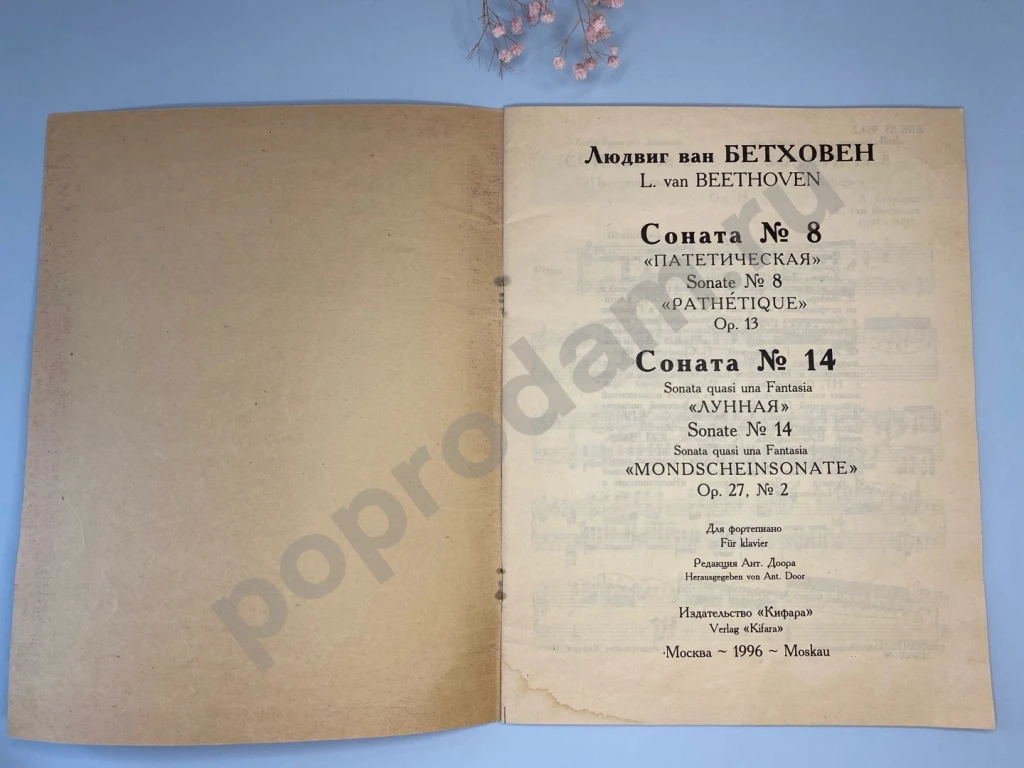 Людвиг ван БЕТХОВЕН
L. van BEETHOVEN
Соната № 8
«ПАТЕТИЧЕСКАЯ»
Sonate № 8
«PATHÉTIQUE»
Op. 13
Соната № 14
Sonata quasi una Fantasia
«ЛУННАЯ»
Sonate № 14
Sonata quasi una Fantasia
«MONDSCHEINSONATE»
Op. 27, № 2
Для фортепиано
Für klavier
Редакция Ант. Доора
Herausgegeben von Ant. Door
Издательство «Кифара»
Verlag «Kifara»
Москва ~ 1996 ~ Moskau
poprodam.ru